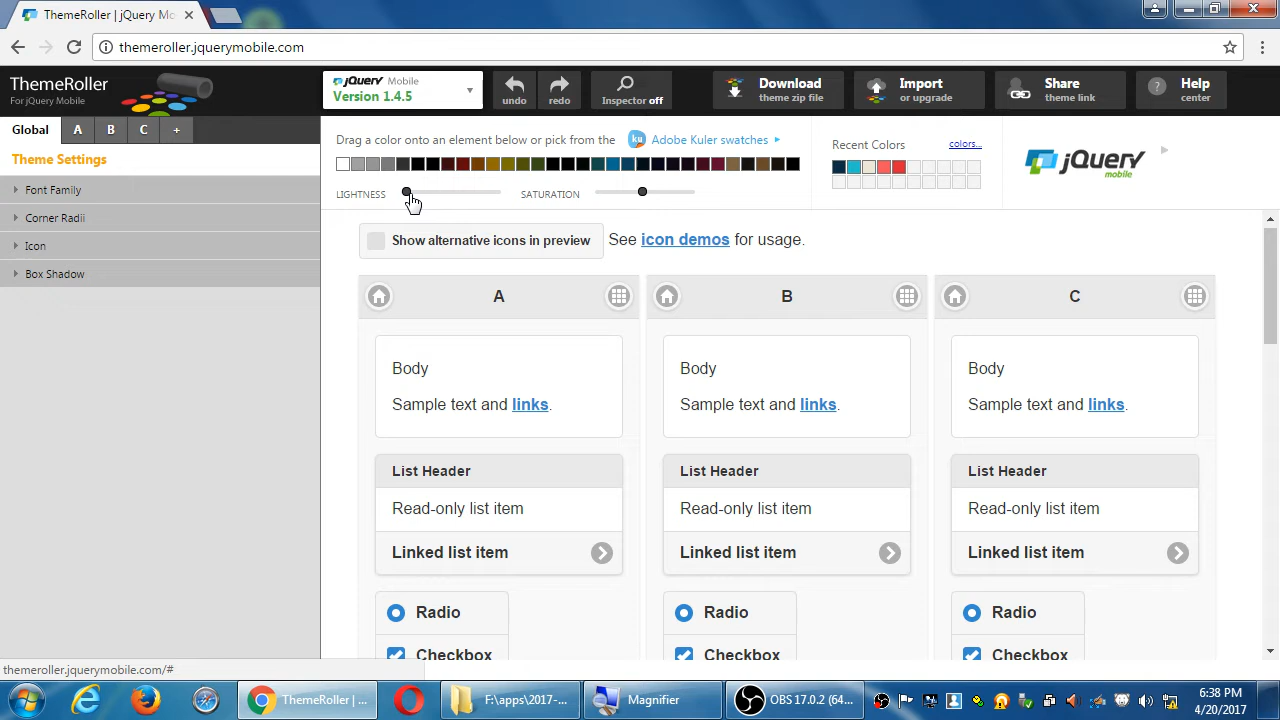 ThemeRoller | jQuery Mo
themeroller.jquerymobile.com
ThemeRoller
For jQuery Mobile
jQuery Mobile
Version 1.4.5
undo
redo
Inspector off
Download
theme zip file
Import
or upgrade
Share
theme link
Help
center
Global
A
B
C
+
Theme Settings
Font Family
Corner Radii
Icon
Box Shadow
Drag a color onto an element below or pick from the
ku
Adobe Kuler swatches
LIGHTNESS
SATURATION
Recent Colors
colors...
jQuery
mobile
Show alternative icons in preview
See icon demos for usage.
A
Body
Sample text and links.
List Header
Read-only list item
Linked list item
Radio
Checkbox
B
Body
Sample text and links.
List Header
Read-only list item
Linked list item
Radio
Checkbox
C
Body
Sample text and links.
List Header
Read-only list item
Linked list item
Radio
Checkbox
themeroller.jquerymobile.com/#
ThemeRoller | ...
F:\apps\2017-...
Magnifier
OBS 17.0.2 (64...
6:38 PM
4/20/2017